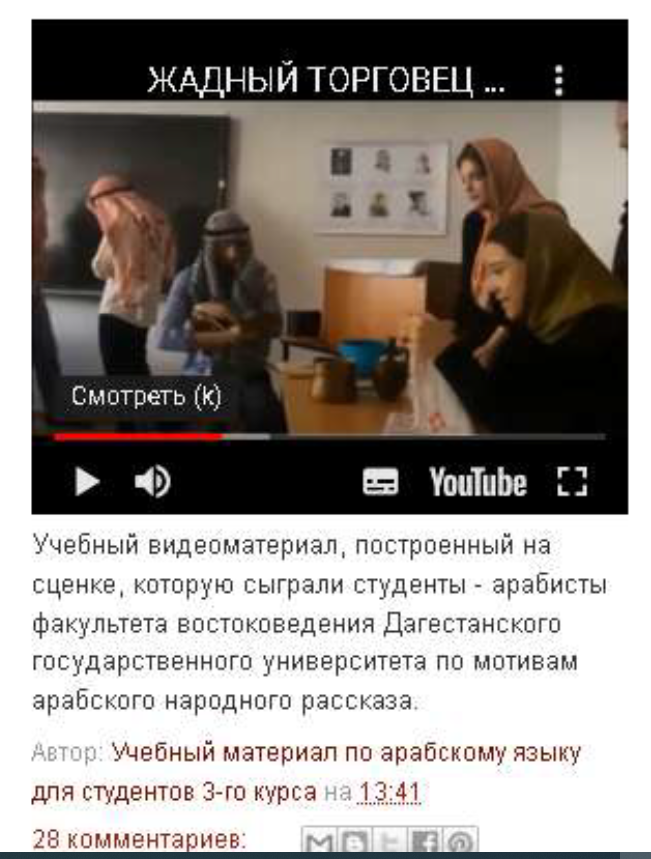 ЖАДНЫЙ ТОРГОВЕЦ ...
Смотреть (k)
YouTube
Учебный видеоматериал, построенный на
сценке, которую сыграли студенты - арабисты
факультета востоковедения Дагестанского
государственного университета по мотивам
арабского народного рассказа.
Автор: Учебный материал по арабскому языку
для студентов 3-го курса на 13:41
28 комментариев: